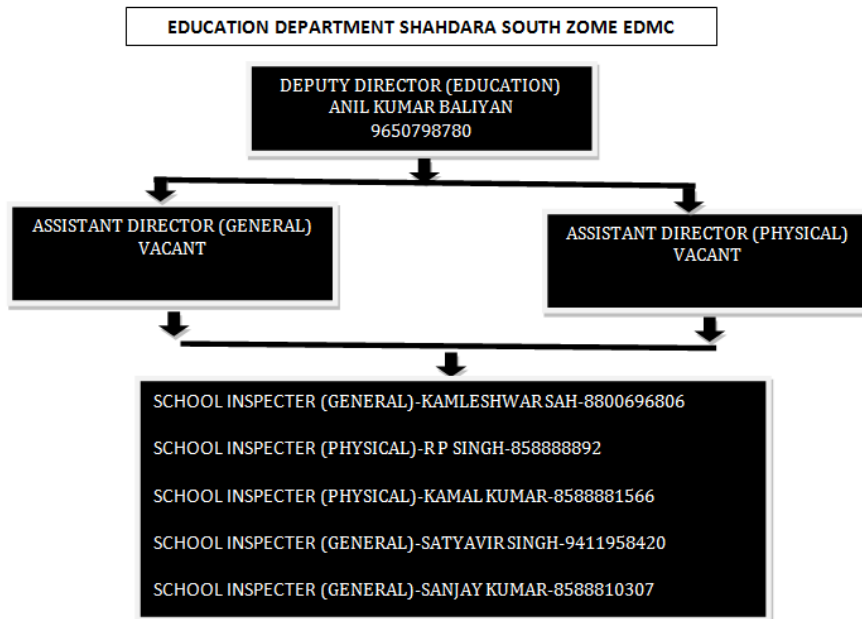 EDUCATION DEPARTMENT SHAHDARA SOUTH ZOME EDMC
DEPUTY DIRECTOR (EDUCATION)
ANIL KUMAR BALIYAN
9650798780
ASSISTANT DIRECTOR (GENERAL)
VACANT
ASSISTANT DIRECTOR (PHYSICAL)
VACANT
SCHOOL INSPECTER (GENERAL)-KAMLESHWAR SAH-8800696806
SCHOOL INSPECTER (PHYSICAL)-R P SINGH-858888892
SCHOOL INSPECTER (PHYSICAL)-KAMAL KUMAR-8588881566
SCHOOL INSPECTER (GENERAL)-SATYAVIR SINGH-9411958420
SCHOOL INSPECTER (GENERAL)-SANJAY KUMAR-8588810307